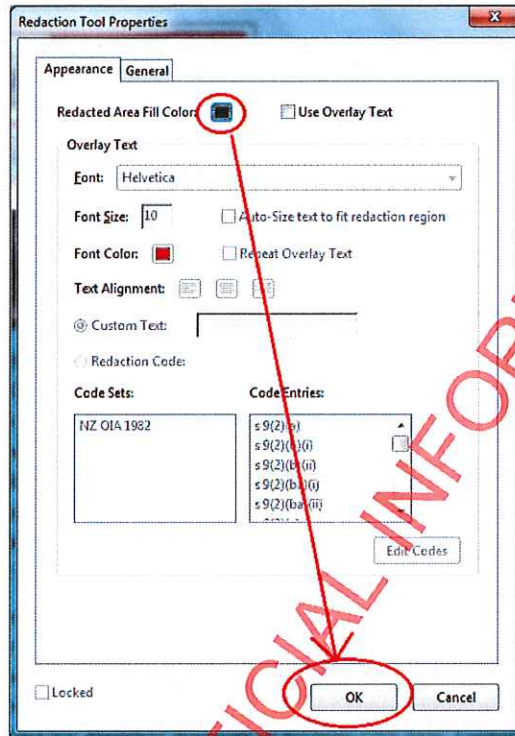 Redaction Tool Properties
x
Appearance General
Redacted Area Fill Color: Use Overlay Text
Overlay Text
Font: Helvetica
Font Size: 10 Auto-Size text to fit redaction region
Font Color: Repeat Overlay Text
Text Alignment:
Custom Text:
Redaction Code:
Code Sets: Code Entries:
NZ OIA 1982
s 9(2)(a)
s 9(2)(b)(i)
s 9(2)(b)(ii)
s 9(2)(ba)(i)
s 9(2)(ba)(ii)
Edit Codes
Locked OK Cancel